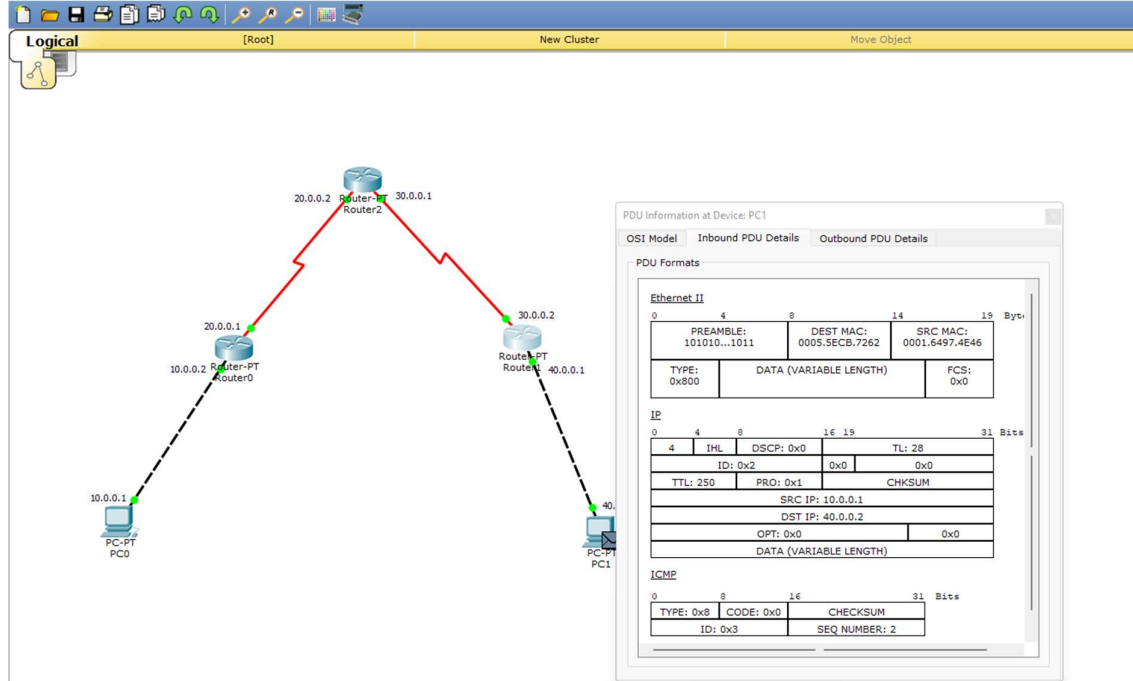 Logical [Root] New Cluster Move Object
20.0.0.2 Router-PT 30.0.0.1
Router2
20.0.0.1
30.0.0.2
10.0.0.2 Router-PT
Router0
Router-PT
Router1 40.0.0.1
10.0.0.1
PC-PT
PC0
40.
PC-PT
PC1
PDU Information at Device: PC1
OSI Model Inbound PDU Details Outbound PDU Details
PDU Formats
Ethernet II
0 4 8 14 19 Byte
PREAMBLE: DEST MAC: SRC MAC:
101010...1011 0005.5ECB.7262 0001.6497.4E46
TYPE: DATA (VARIABLE LENGTH) FCS:
0x800 0x0
IP
0 4 8 16 19 31 Bits
4 IHL DSCP: 0x0 TL: 28
ID: 0x2 0x0 0x0
TTL: 250 PRO: 0x1 CHKSUM
SRC IP: 10.0.0.1
DST IP: 40.0.0.2
OPT: 0x0 0x0
DATA (VARIABLE LENGTH)
ICMP
0 8 16 31 Bits
TYPE: 0x8 CODE: 0x0 CHECKSUM
ID: 0x3 SEQ NUMBER: 2